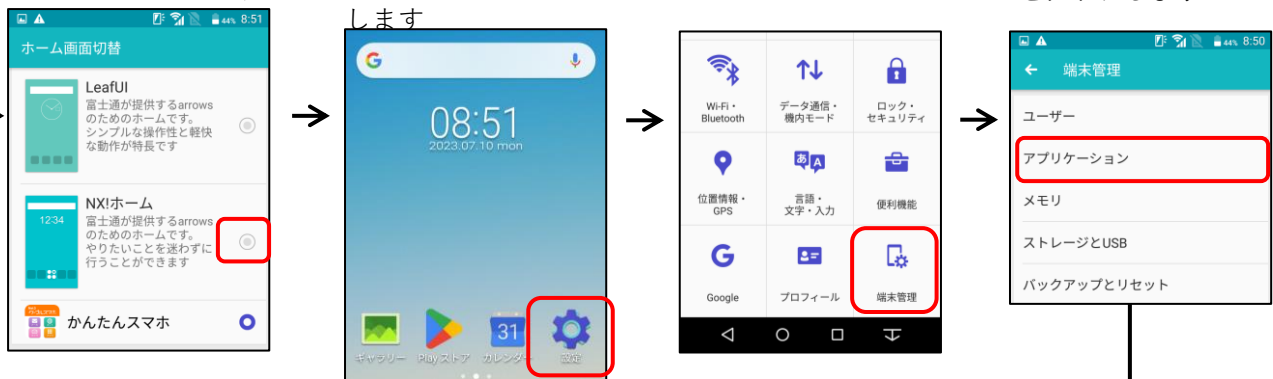 します
44% 8:51
ホーム画面切替
LeafUI
富士通が提供するarrows
のためのホームです。
シンプルな操作性と軽快
な動作が特長です
12:34
NX!ホーム
富士通が提供するarrows
のためのホームです。
やりたいことを迷わずに
行うことができます
かんたんスマホ
G
08:51
2023.07.10 mon
31
ギャラリー Play ストア カレンダー 設定
Wi-Fi・
Bluetooth
データ通信・
機内モード
ロック・
セキュリティ
あ A
位置情報・
GPS
言語・
文字・入力
便利機能
G
Google
プロフィール
端末管理
44% 8:50
端末管理
ユーザー
アプリケーション
メモリ
ストレージとUSB
バックアップとリセット